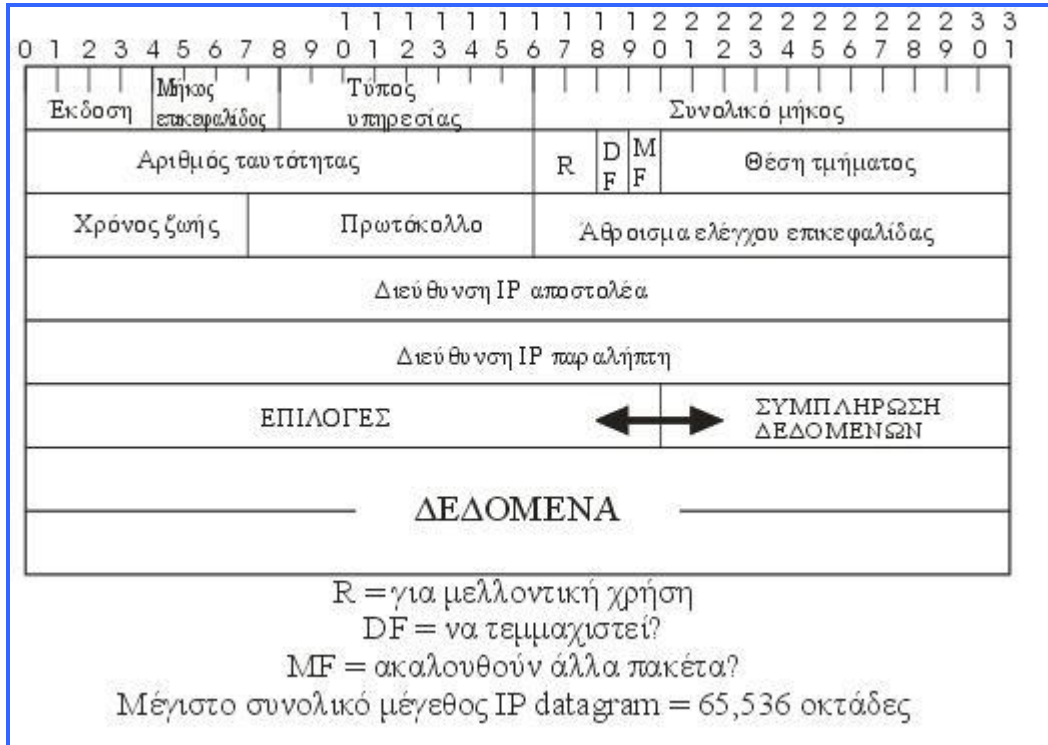 1 1 1 1 1 1 1 1 1 1 2 2 2 2 2 2 2 2 2 2 3 3
0 1 2 3 4 5 6 7 8 9 0 1 2 3 4 5 6 7 8 9 0 1 2 3 4 5 6 7 8 9 0 1
Έκδοση Μήκος επικεφαλίδος Τύπος υπηρεσίας Συνολικό μήκος
Αριθμός ταυτότητας R DF MF Θέση τμήματος
Χρόνος ζωής Πρωτόκολλο Άθροισμα ελέγχου επικεφαλίδας
Διεύθυνση IP αποστολέα
Διεύθυνση IP παραλήπτη
ΕΠΙΛΟΓΕΣ ΣΥΜΠΛΗΡΩΣΗ
ΔΕΔΟΜΕΝΩΝ
ΔΕΔΟΜΕΝΑ
R = για μελλοντική χρήση
DF = να τεμμαχιστεί?
MF = ακαλουθούν άλλα πακέτα?
Μέγιστο συνολικό μέγεθος IP datagram = 65,536 οκτάδες